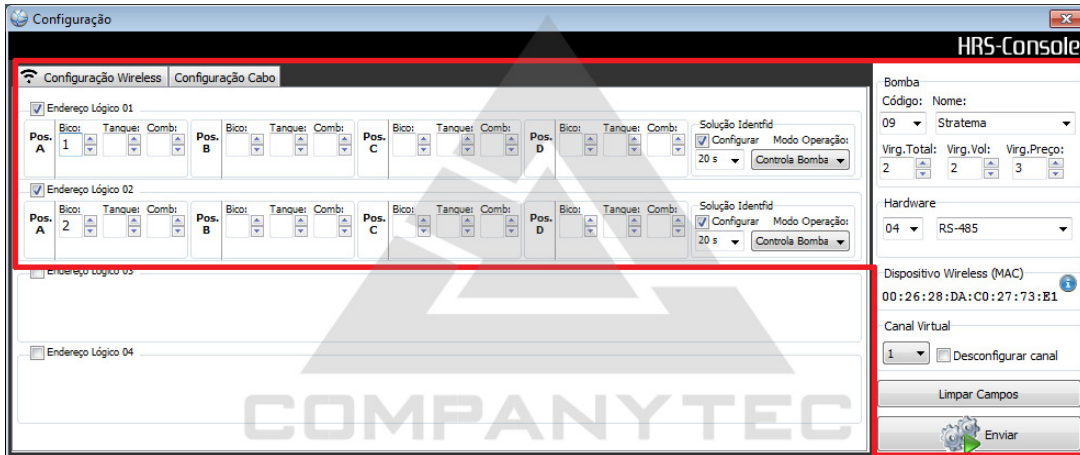 Configuração
HRS-Console
Configuração Wireless Configuração Cabo
Endereço Lógico 01
Pos. A Bico: 1 Tanque: Comb: Pos. B Bico: Tanque: Comb: Pos. C Bico: Tanque: Comb: Pos. D Bico: Tanque: Comb:
Solução Identfid
Configurar Modo Operação:
20 s Controla Bomba
Endereço Lógico 02
Pos. A Bico: 2 Tanque: Comb: Pos. B Bico: Tanque: Comb: Pos. C Bico: Tanque: Comb: Pos. D Bico: Tanque: Comb:
Solução Identfid
Configurar Modo Operação:
20 s Controla Bomba
Endereço Lógico 03
Endereço Lógico 04
Bomba
Código: Nome:
09 Stratema
Virg.Total: Virg.Vol: Virg.Preço:
2 2 3
Hardware
04 RS-485
Dispositivo Wireless (MAC)
00:26:28:DA:C0:27:73:E1
Canal Virtual
1 Desconfigurar canal
Limpar Campos
Enviar
COMPANYTEC